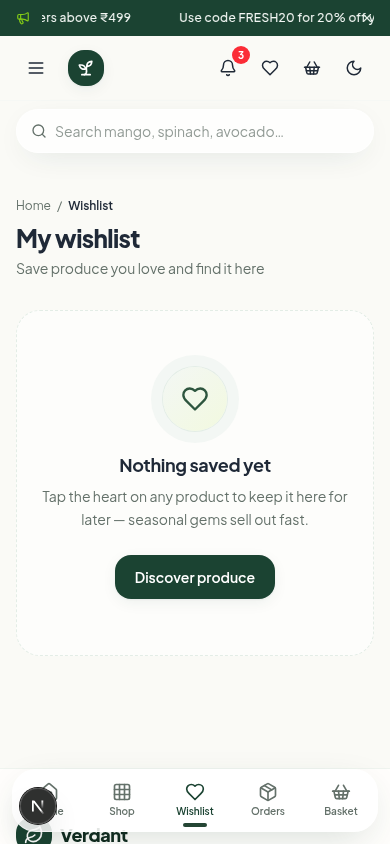 ers above ₹499 Use code FRESH20 for 20% off
3
Search mango, spinach, avocado…
Home / Wishlist
My wishlist
Save produce you love and find it here
Nothing saved yet
Tap the heart on any product to keep it here for
later — seasonal gems sell out fast.
Discover produce
N
Shop
Wishlist
Orders
Basket
Verdant